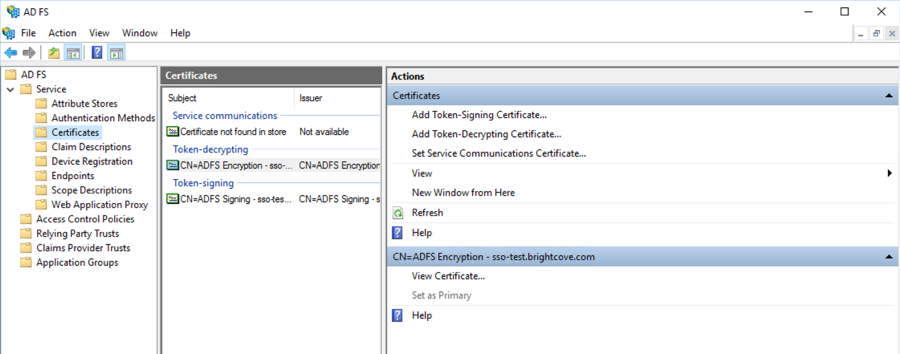 AD FS
File Action View Window Help
AD FS
Service
Attribute Stores
Authentication Methods
Certificates
Claim Descriptions
Device Registration
Endpoints
Scope Descriptions
Web Application Proxy
Access Control Policies
Relying Party Trusts
Claims Provider Trusts
Application Groups
Certificates
Subject Issuer
Service communications
Certificate not found in store Not available
Token-decrypting
CN=ADFS Encryption - sso-... CN=ADFS Encryption
Token-signing
CN=ADFS Signing - sso-tes... CN=ADFS Signing - s
Actions
Certificates
Add Token-Signing Certificate...
Add Token-Decrypting Certificate...
Set Service Communications Certificate...
View
New Window from Here
Refresh
Help
CN=ADFS Encryption - sso-test.brightcove.com
View Certificate...
Set as Primary
Help